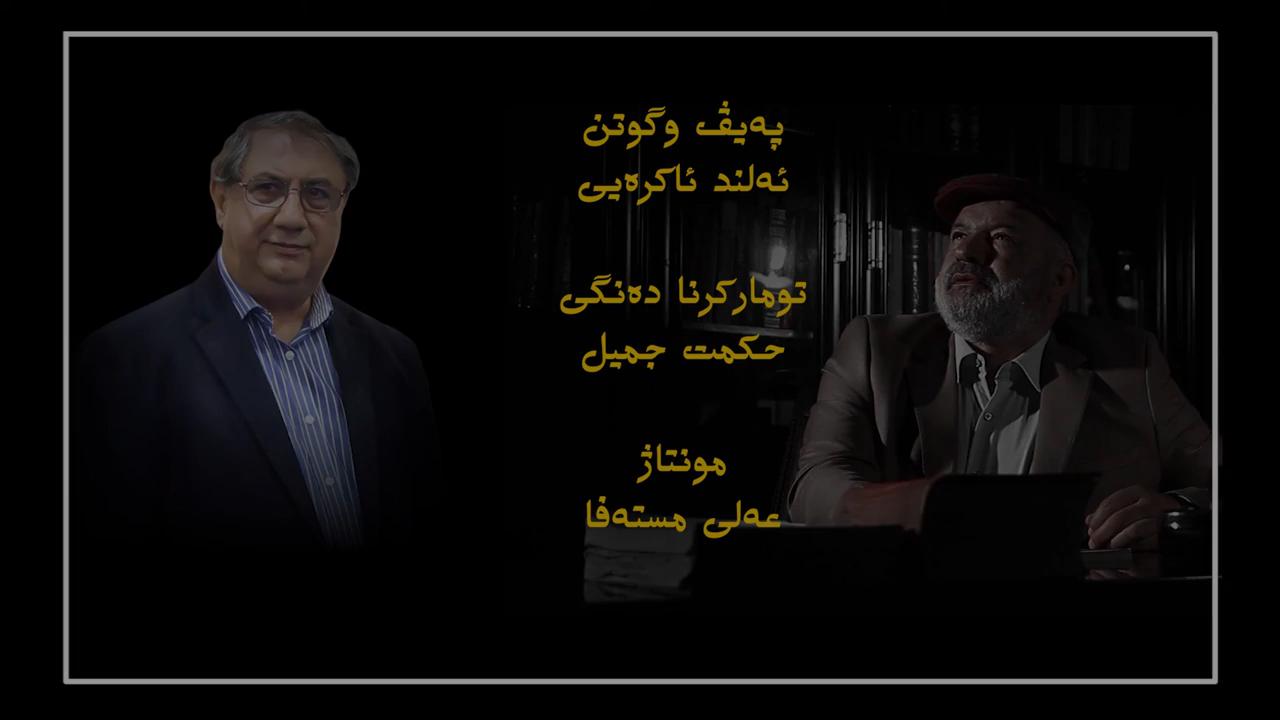 پەیڤ وگوتن
ئەلند ئاکرەیی
تومارکرنا دەنگی
حکمت جمیل
مونتاژ
عەلی مستەفا